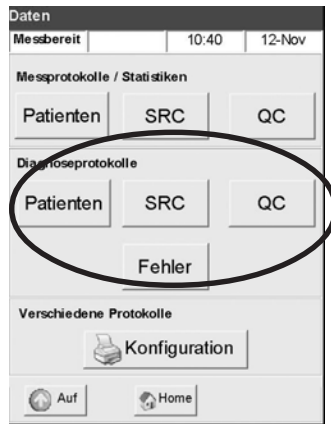 Daten
Messbereit 10:40 12-Nov
Messprotokolle / Statistiken
Patienten SRC QC
Diagnoseprotokolle
Patienten SRC QC
Fehler
Verschiedene Protokolle
Konfiguration
Auf Home